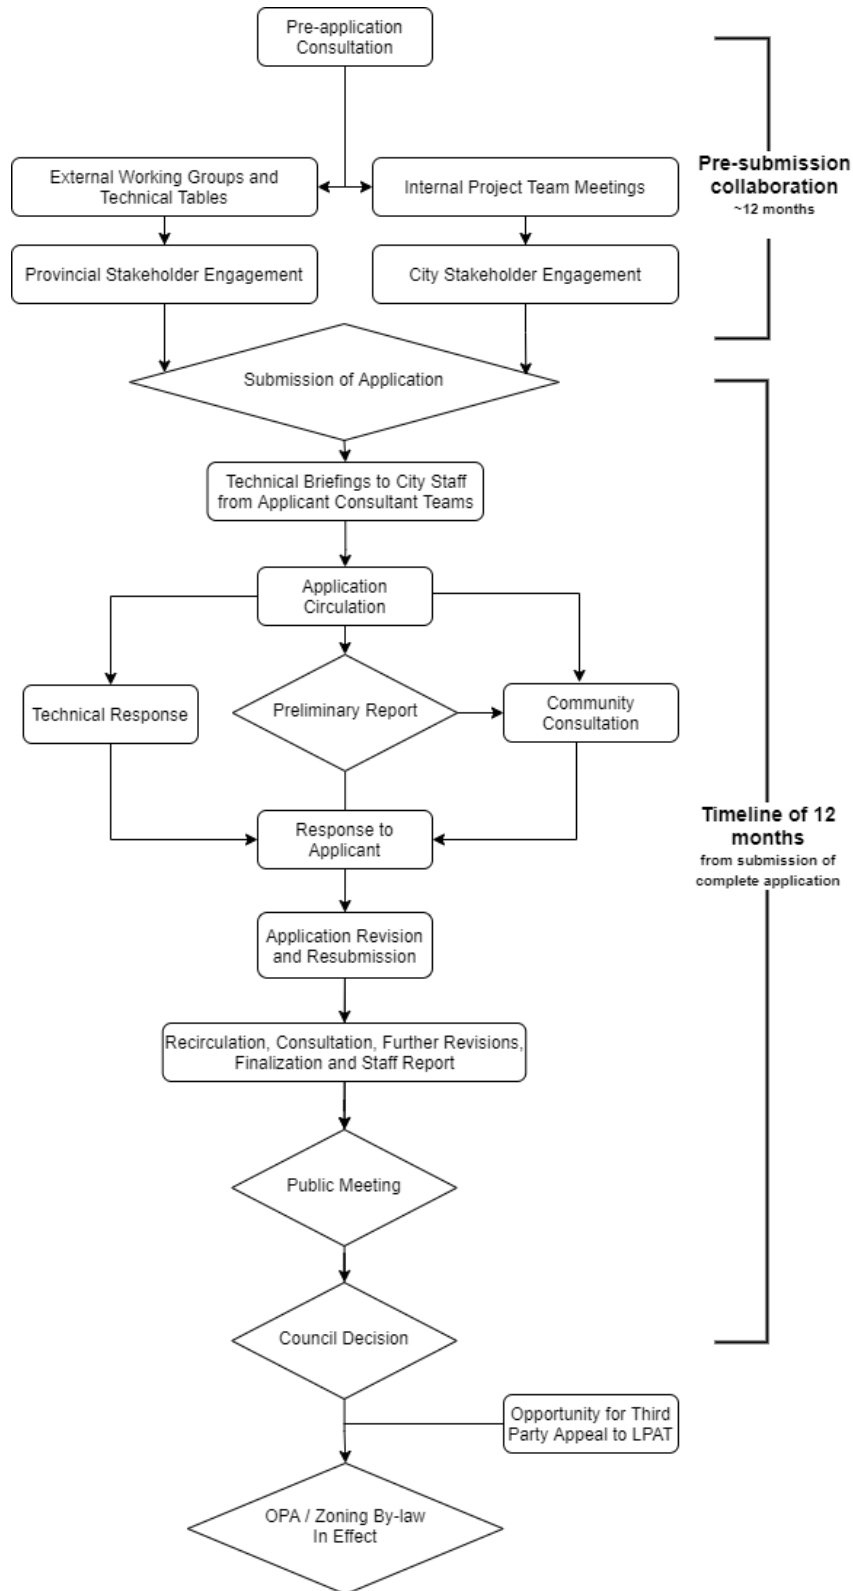 Pre-application
Consultation
Pre-submission
collaboration
~12 months
External Working Groups and
Technical Tables
Internal Project Team Meetings
Provincial Stakeholder Engagement
City Stakeholder Engagement
Submission of Application
Technical Briefings to City Staff
from Applicant Consultant Teams
Application
Circulation
Technical Response
Preliminary Report
Community
Consultation
Timeline of 12
months
from submission of
complete application
Response to
Applicant
Application Revision
and Resubmission
Recirculation, Consultation, Further Revisions,
Finalization and Staff Report
Public Meeting
Council Decision
Opportunity for Third
Party Appeal to LPAT
OPA / Zoning By-law
In Effect